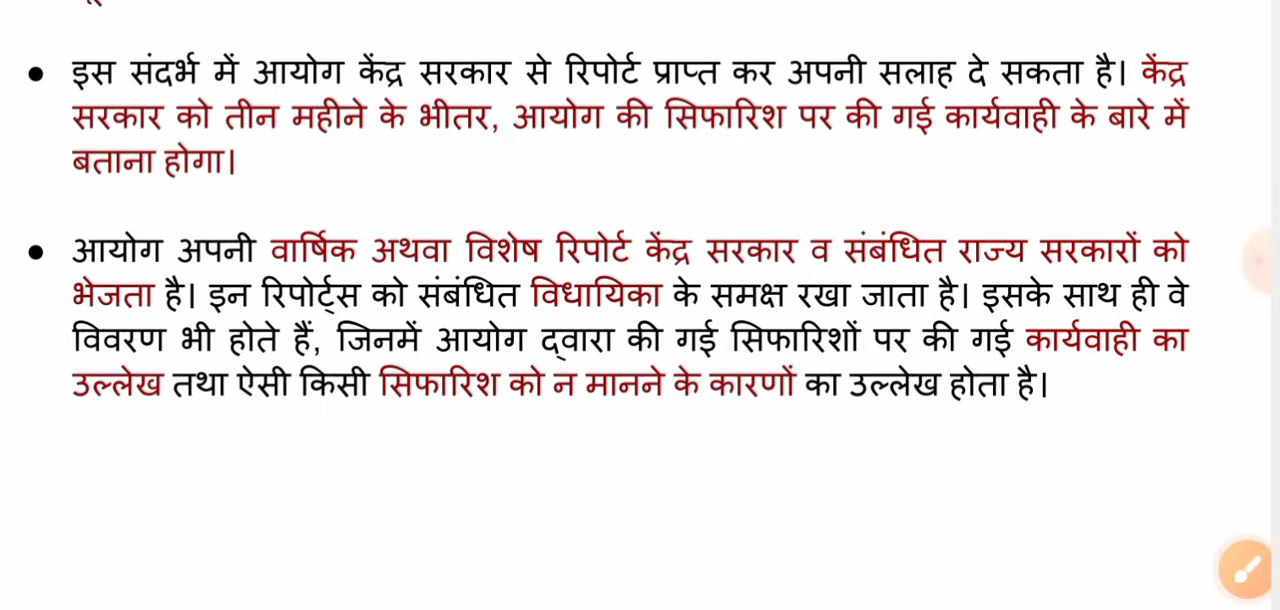 ● इस संदर्भ में आयोग केंद्र सरकार से रिपोर्ट प्राप्त कर अपनी सलाह दे सकता है। केंद्र
सरकार को तीन महीने के भीतर, आयोग की सिफारिश पर की गई कार्यवाही के बारे में
बताना होगा।
● आयोग अपनी वार्षिक अथवा विशेष रिपोर्ट केंद्र सरकार व संबंधित राज्य सरकारों को
भेजता है। इन रिपोर्ट्स को संबंधित विधायिका के समक्ष रखा जाता है। इसके साथ ही वे
विवरण भी होते हैं, जिनमें आयोग द्वारा की गई सिफारिशों पर की गई कार्यवाही का
उल्लेख तथा ऐसी किसी सिफारिश को न मानने के कारणों का उल्लेख होता है।